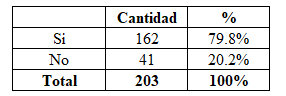 Cantidad %
Si 162 79.8%
No 41 20.2%
Total 203 100%